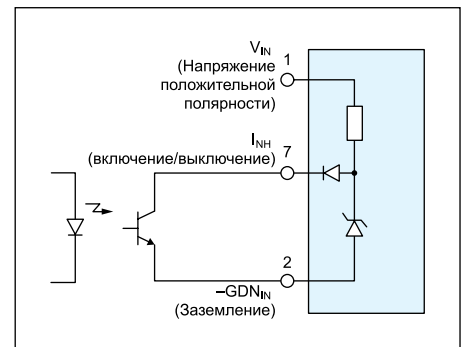 V_IN
(Напряжение
положительной
полярности)
1
I_NH
(включение/выключение)
7
2
–GDN_IN
(Заземление)